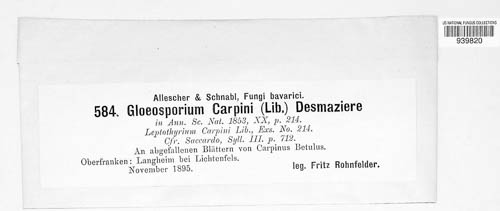 US NATIONAL FUNGUS COLLECTIONS
939820
Allescher & Schnabl, Fungi bavarici.
584. Gloeosporium Carpini (Lib.) Desmaziere
in Ann. Sc. Nat. 1853, XX, p. 214.
Leptothyrium Carpini Lib., Exs. No. 214.
Cfr. Saccardo, Syll. III. p. 712.
An abgefallenen Blättern von Carpinus Betulus.
Oberfranken: Langheim bei Lichtenfels.
November 1895. leg. Fritz Rohnfelder.